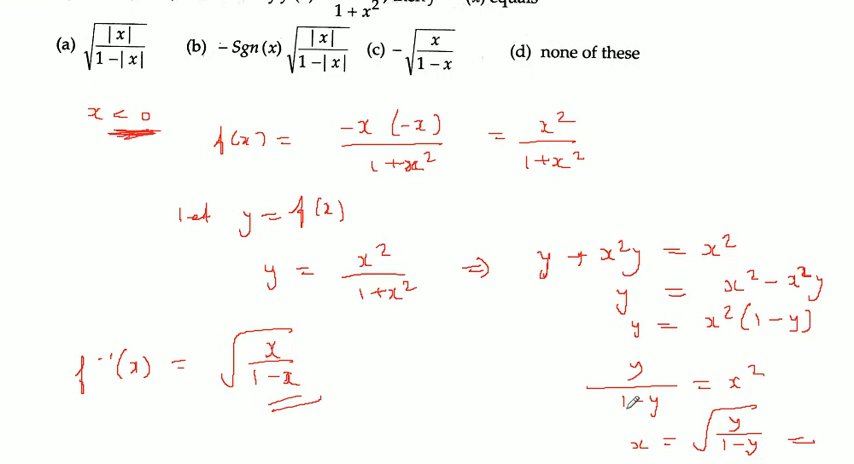 1 + x²
(a) √(|x| / 1−|x|) (b) − Sgn (x) √(|x| / 1−|x|) (c) − √(x / 1−x) (d) none of these
x < 0
f(x) = −x (−x) / 1+x² = x² / 1+x²
let y = f(x)
y = x² / 1+x² ⇒ y + x²y = x²
y = x² − x²y
y = x² (1−y)
f⁻¹(x) = √(x / 1−x)
y / 1−y = x²
x = √(y / 1−y) =